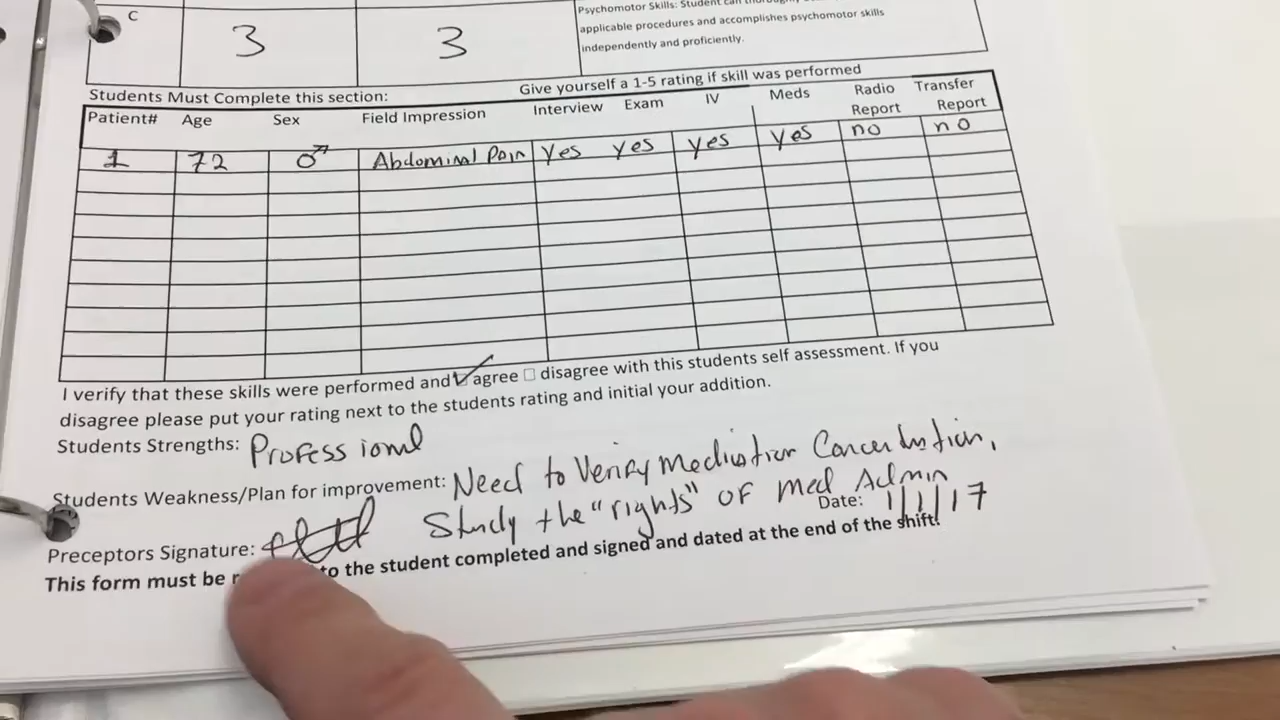 C
3 3
Psychomotor Skills: Student can
applicable procedures and accomplishes psychomotor skills
independently and proficiently.
Students Must Complete this section: Give yourself a 1-5 rating if skill was performed
Patient# Age Sex Field Impression Interview Exam IV Meds Radio Report Transfer Report
1 72 ♂ Abdominal Pain Yes yes yes yes no no
I verify that these skills were performed and ☑ agree ☐ disagree with this students self assessment. If you
disagree please put your rating next to the students rating and initial your addition.
Students Strengths: Professional
Students Weakness/Plan for improvement: Need to Verify Medication Concentration,
Study the "rights" of med Admin
Preceptors Signature: Date: 1/1/17
This form must be to the student completed and signed and dated at the end of the shift!